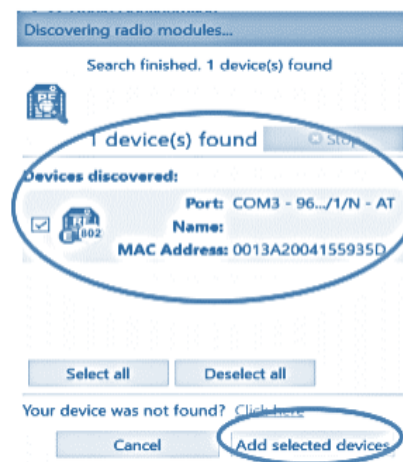 Discovering radio modules...
Search finished. 1 device(s) found
1 device(s) found Stop
Devices discovered:
Port: COM3 - 96.../1/N - AT
Name:
802
MAC Address: 0013A2004155935D
Select all Deselect all
Your device was not found? Click here
Cancel Add selected devices